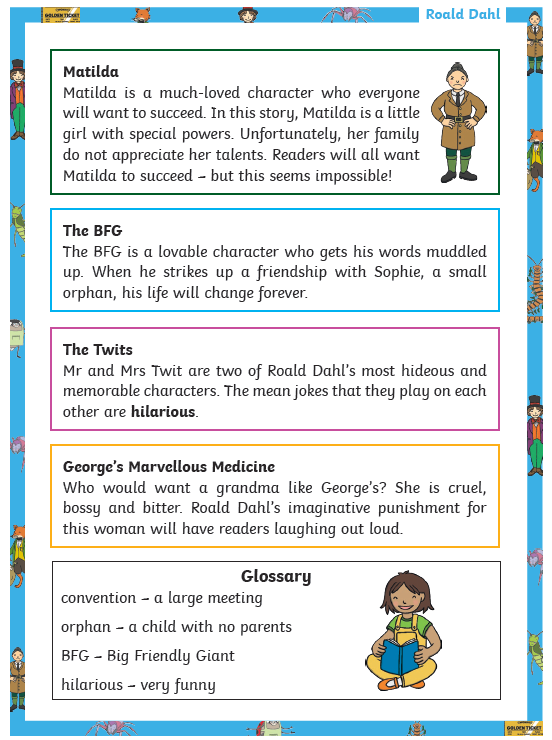 GOLDEN TICKET
Roald Dahl
Matilda
Matilda is a much-loved character who everyone
will want to succeed. In this story, Matilda is a little
girl with special powers. Unfortunately, her family
do not appreciate her talents. Readers will all want
Matilda to succeed – but this seems impossible!
The BFG
The BFG is a lovable character who gets his words muddled
up. When he strikes up a friendship with Sophie, a small
orphan, his life will change forever.
The Twits
Mr and Mrs Twit are two of Roald Dahl’s most hideous and
memorable characters. The mean jokes that they play on each
other are hilarious.
George’s Marvellous Medicine
Who would want a grandma like George’s? She is cruel,
bossy and bitter. Roald Dahl’s imaginative punishment for
this woman will have readers laughing out loud.
Glossary
convention – a large meeting
orphan – a child with no parents
BFG – Big Friendly Giant
hilarious – very funny
GOLDEN TICKET